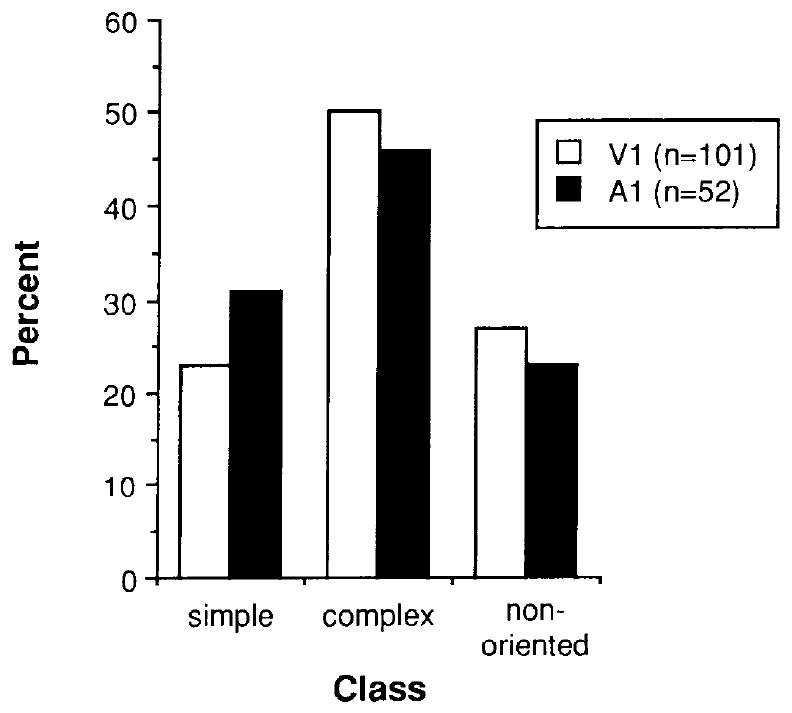 60
50
40
30
20
10
0
Percent
V1 (n=101)
A1 (n=52)
simple
complex
non-
oriented
Class